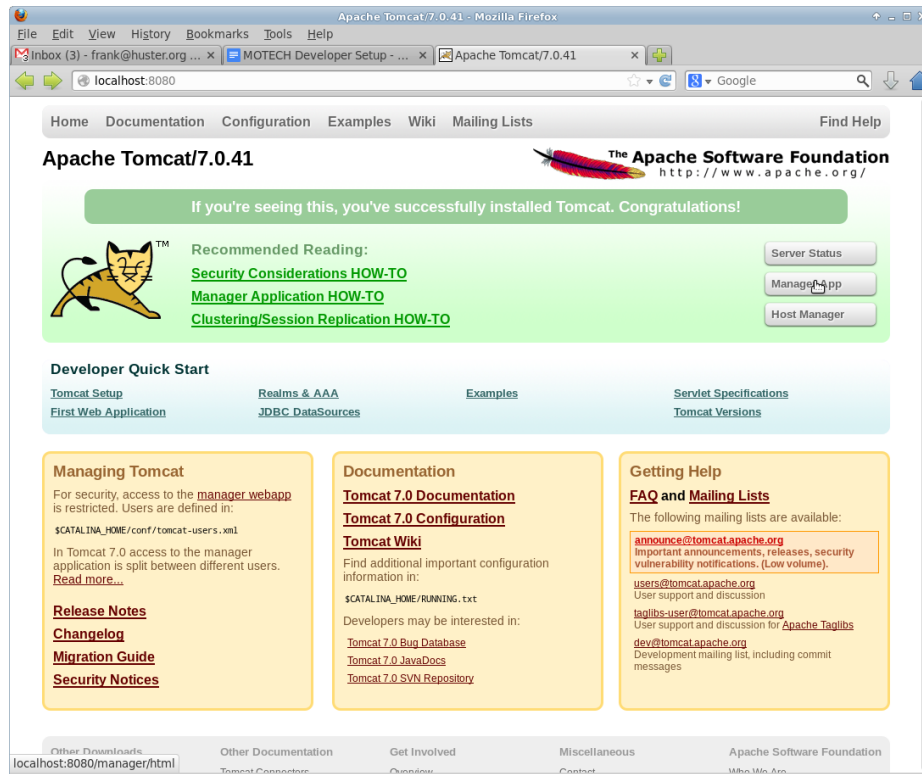 Apache Tomcat/7.0.41 - Mozilla Firefox
File Edit View History Bookmarks Tools Help
Inbox (3) - frank@huster.org ... × MOTECH Developer Setup - ... × Apache Tomcat/7.0.41 ×
localhost:8080 Google
Home Documentation Configuration Examples Wiki Mailing Lists Find Help
Apache Tomcat/7.0.41
The Apache Software Foundation
http://www.apache.org/
If you're seeing this, you've successfully installed Tomcat. Congratulations!
TM
Recommended Reading:
Security Considerations HOW-TO
Manager Application HOW-TO
Clustering/Session Replication HOW-TO
Server Status
Manager App
Host Manager
Developer Quick Start
Tomcat Setup
First Web Application
Realms & AAA
JDBC DataSources
Examples
Servlet Specifications
Tomcat Versions
Managing Tomcat
For security, access to the manager webapp
is restricted. Users are defined in:
$CATALINA_HOME/conf/tomcat-users.xml
In Tomcat 7.0 access to the manager
application is split between different users.
Read more...
Release Notes
Changelog
Migration Guide
Security Notices
Documentation
Tomcat 7.0 Documentation
Tomcat 7.0 Configuration
Tomcat Wiki
Find additional important configuration
information in:
$CATALINA_HOME/RUNNING.txt
Developers may be interested in:
Tomcat 7.0 Bug Database
Tomcat 7.0 JavaDocs
Tomcat 7.0 SVN Repository
Getting Help
FAQ and Mailing Lists
The following mailing lists are available:
announce@tomcat.apache.org
Important announcements, releases, security
vulnerability notifications. (Low volume).
users@tomcat.apache.org
User support and discussion
taglibs-user@tomcat.apache.org
User support and discussion for Apache Taglibs
dev@tomcat.apache.org
Development mailing list, including commit
messages
Other Downloads Other Documentation Get Involved Miscellaneous Apache Software Foundation
localhost:8080/manager/html
Tomcat Connectors Overview Contact Who We Are